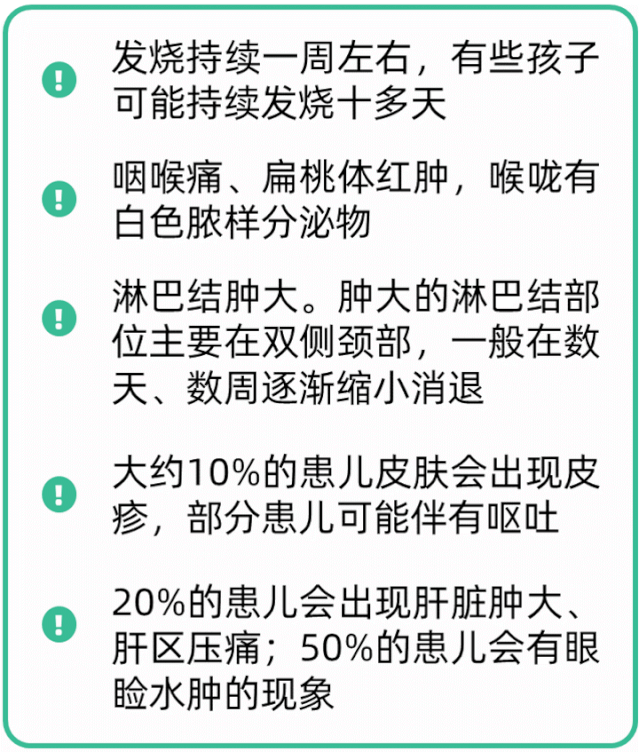 发烧持续一周左右，有些孩子
可能持续发烧十多天
咽喉痛、扁桃体红肿，喉咙有
白色脓样分泌物
淋巴结肿大。肿大的淋巴结部
位主要在双侧颈部，一般在数
天、数周逐渐缩小消退
大约10%的患儿皮肤会出现皮
疹，部分患儿可能伴有呕吐
20%的患儿会出现肝脏肿大、
肝区压痛；50%的患儿会有眼
睑水肿的现象